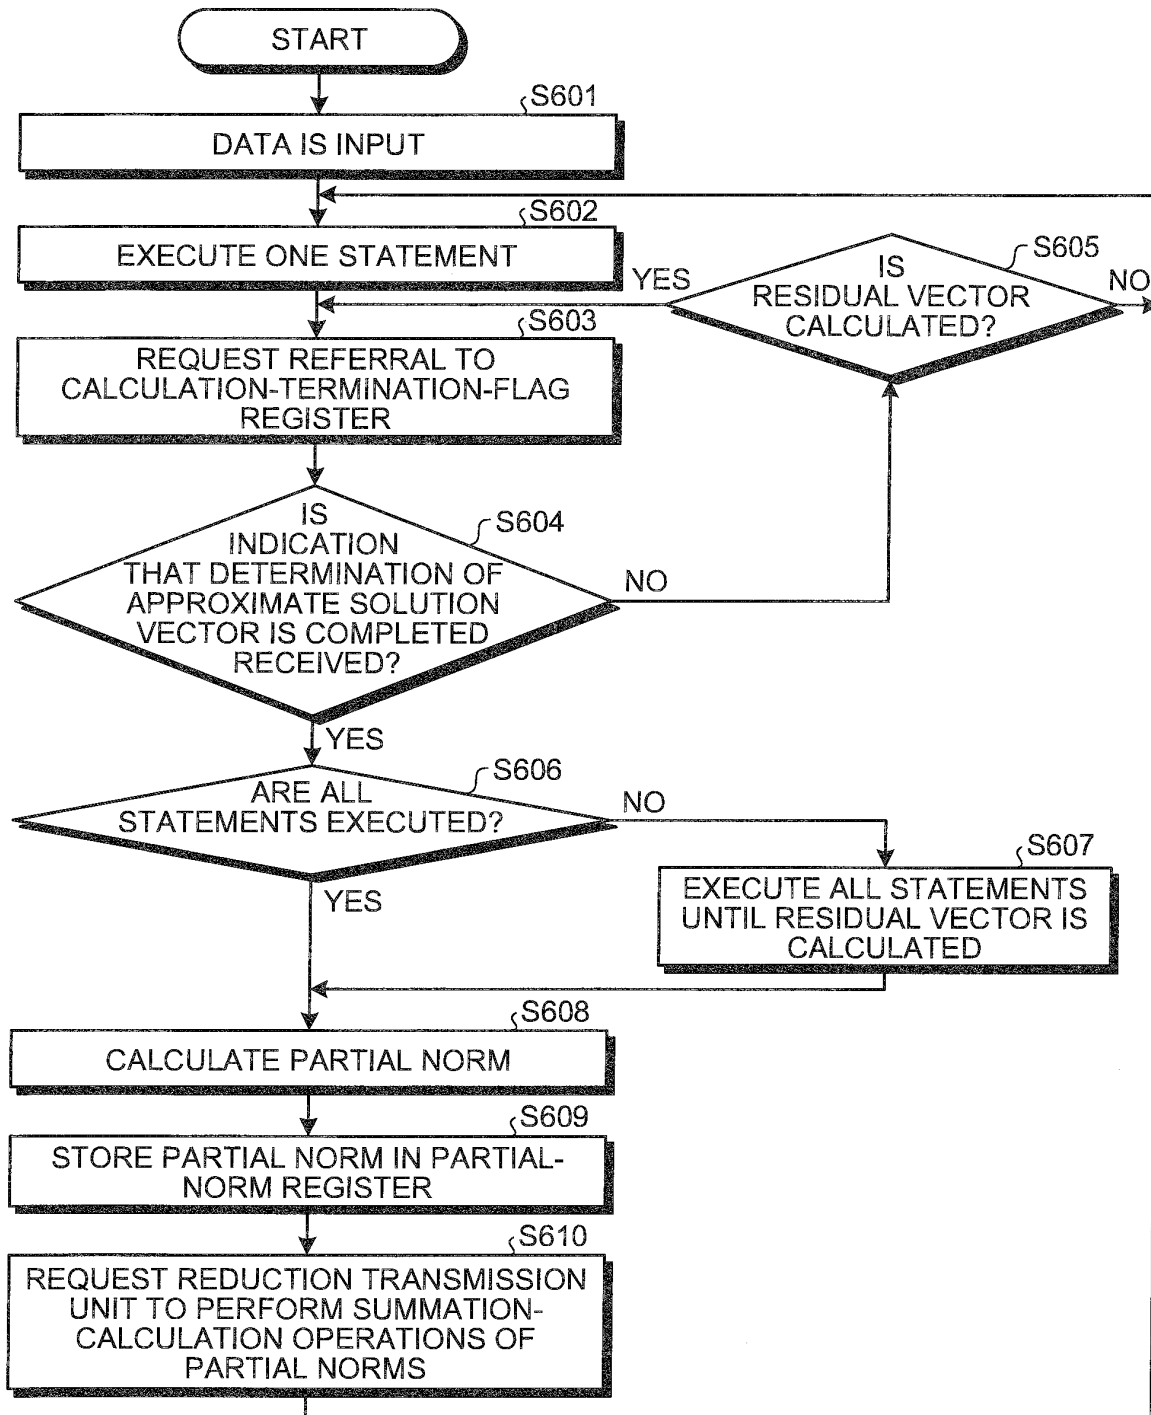 START
S601
DATA IS INPUT
S602
EXECUTE ONE STATEMENT
S605
IS
RESIDUAL VECTOR
CALCULATED?
YES
NO
S603
REQUEST REFERRAL TO
CALCULATION-TERMINATION-FLAG
REGISTER
S604
IS
INDICATION
THAT DETERMINATION OF
APPROXIMATE SOLUTION
VECTOR IS COMPLETED
RECEIVED?
NO
YES
S606
ARE ALL
STATEMENTS EXECUTED?
NO
YES
S607
EXECUTE ALL STATEMENTS
UNTIL RESIDUAL VECTOR IS
CALCULATED
S608
CALCULATE PARTIAL NORM
S609
STORE PARTIAL NORM IN PARTIAL-
NORM REGISTER
S610
REQUEST REDUCTION TRANSMISSION
UNIT TO PERFORM SUMMATION-
CALCULATION OPERATIONS OF
PARTIAL NORMS